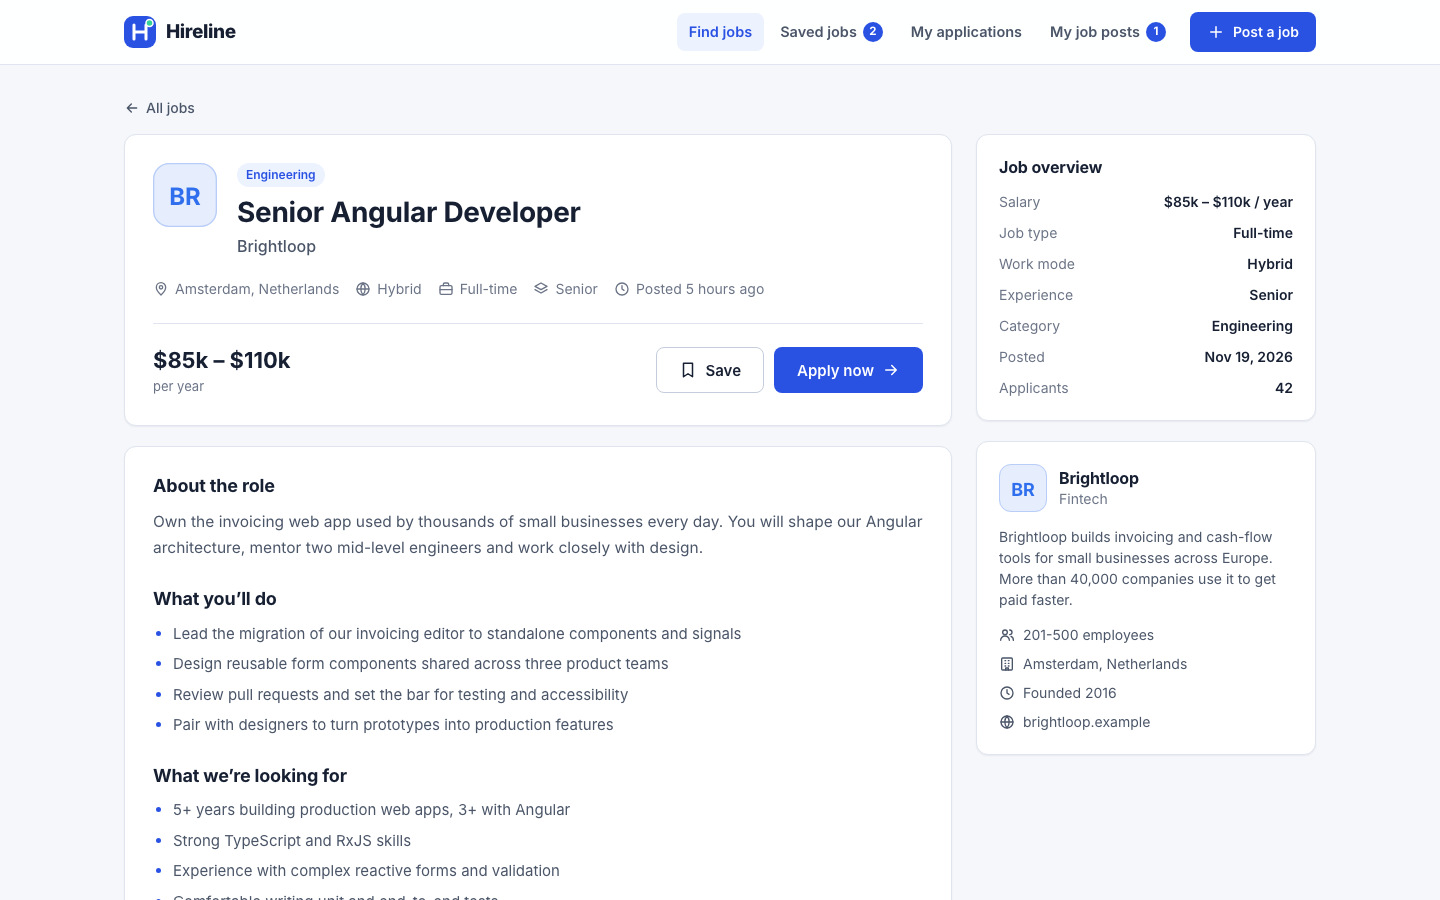 Hireline
Find jobs
Saved jobs 2
My applications
My job posts 1
Post a job
All jobs
BR
Engineering
Senior Angular Developer
Brightloop
Amsterdam, Netherlands
Hybrid
Full-time
Senior
Posted 5 hours ago
$85k – $110k
per year
Save
Apply now
About the role
Own the invoicing web app used by thousands of small businesses every day. You will shape our Angular
architecture, mentor two mid-level engineers and work closely with design.
What you’ll do
Lead the migration of our invoicing editor to standalone components and signals
Design reusable form components shared across three product teams
Review pull requests and set the bar for testing and accessibility
Pair with designers to turn prototypes into production features
What we’re looking for
5+ years building production web apps, 3+ with Angular
Strong TypeScript and RxJS skills
Experience with complex reactive forms and validation
Comfortable writing unit and end-to-end tests
Job overview
Salary $85k – $110k / year
Job type Full-time
Work mode Hybrid
Experience Senior
Category Engineering
Posted Nov 19, 2026
Applicants 42
BR
Brightloop
Fintech
Brightloop builds invoicing and cash-flow
tools for small businesses across Europe.
More than 40,000 companies use it to get
paid faster.
201-500 employees
Amsterdam, Netherlands
Founded 2016
brightloop.example